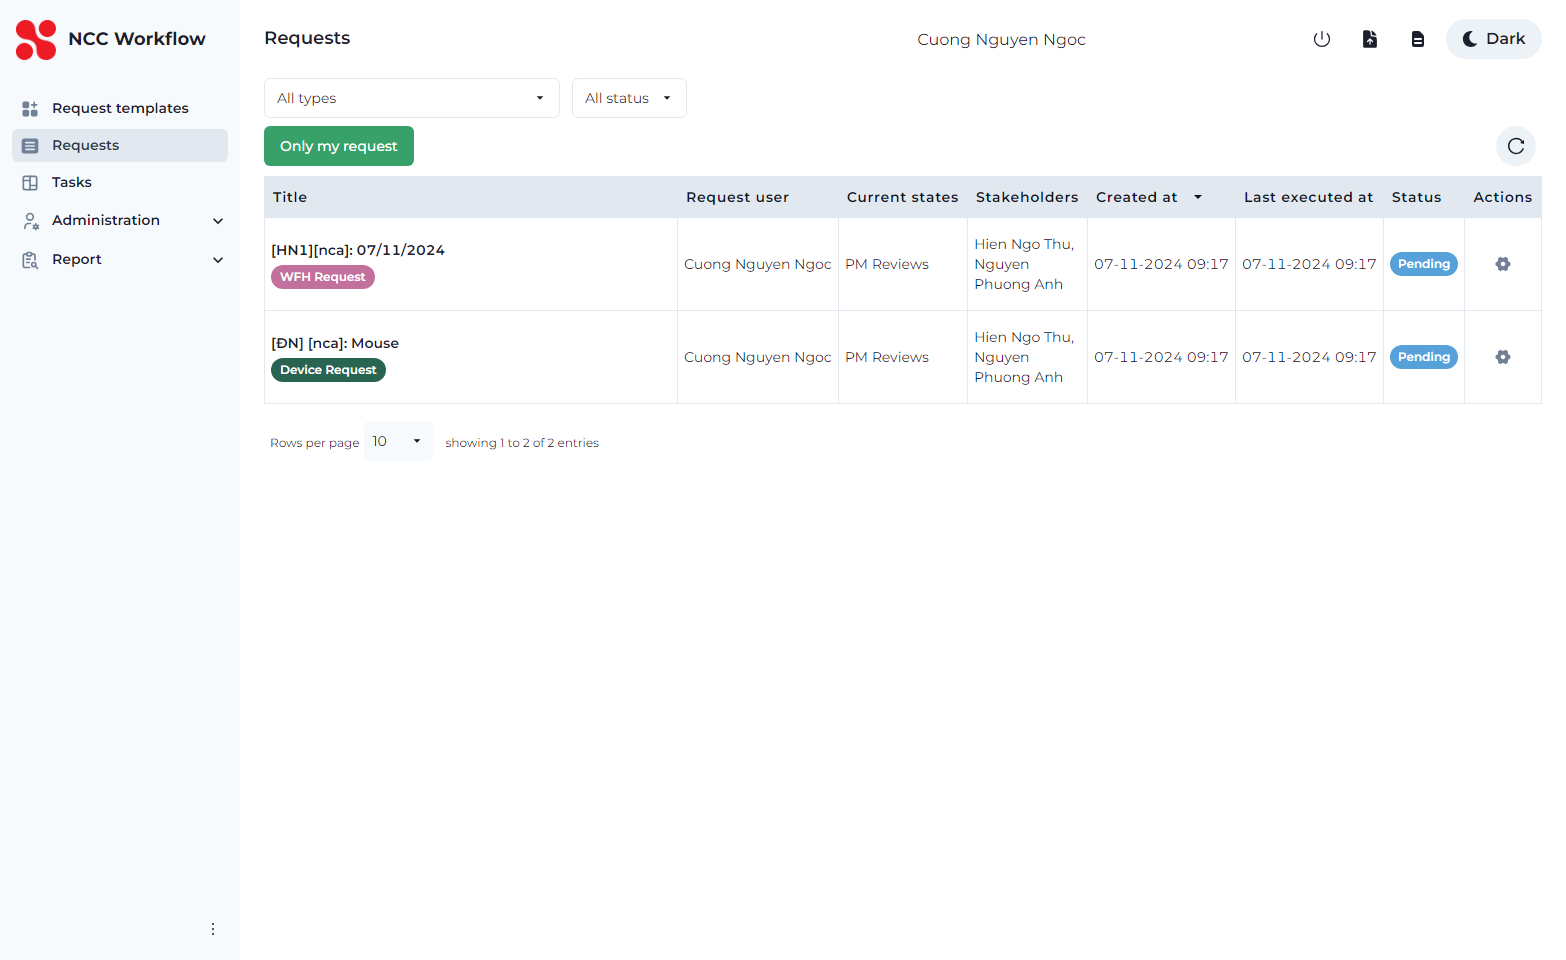 NCC Workflow
Request templates
Requests
Tasks
Administration
Report
Requests
Cuong Nguyen Ngoc
Dark
All types
All status
Only my request
Title Request user Current states Stakeholders Created at Last executed at Status Actions
[HN1][nca]: 07/11/2024
WFH Request
Cuong Nguyen Ngoc
PM Reviews
Hien Ngo Thu,
Nguyen
Phuong Anh
07-11-2024 09:17
07-11-2024 09:17
Pending
[ĐN] [nca]: Mouse
Device Request
Cuong Nguyen Ngoc
PM Reviews
Hien Ngo Thu,
Nguyen
Phuong Anh
07-11-2024 09:17
07-11-2024 09:17
Pending
Rows per page 10 showing 1 to 2 of 2 entries